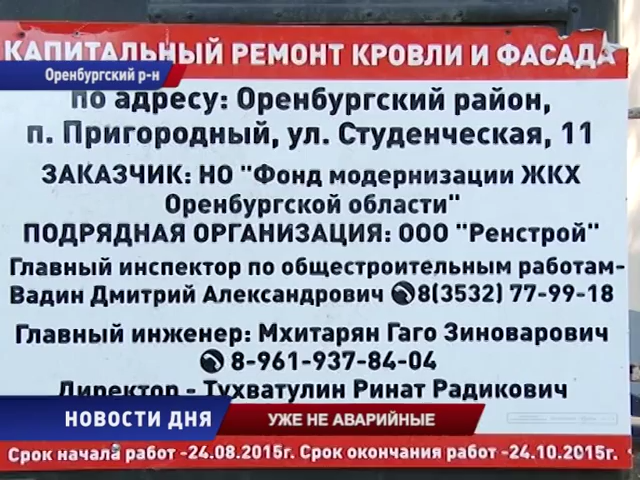 КАПИТАЛЬНЫЙ РЕМОНТ КРОВЛИ И ФАСАДА
Оренбургский р-н
по адресу: Оренбургский район,
п. Пригородный, ул. Студенческая, 11
ЗАКАЗЧИК: НО "Фонд модернизации ЖКХ
Оренбургской области"
ПОДРЯДНАЯ ОРГАНИЗАЦИЯ: ООО "Ренстрой"
Главный инспектор по общестроительным работам-
Вадин Дмитрий Александрович 8(3532) 77-99-18
Главный инженер: Мхитарян Гаго Зиноварович
8-961-937-84-04
Директор - Тухватулин Ринат Радикович
НОВОСТИ ДНЯ УЖЕ НЕ АВАРИЙНЫЕ
Срок начала работ -24.08.2015г. Срок окончания работ -24.10.2015г.